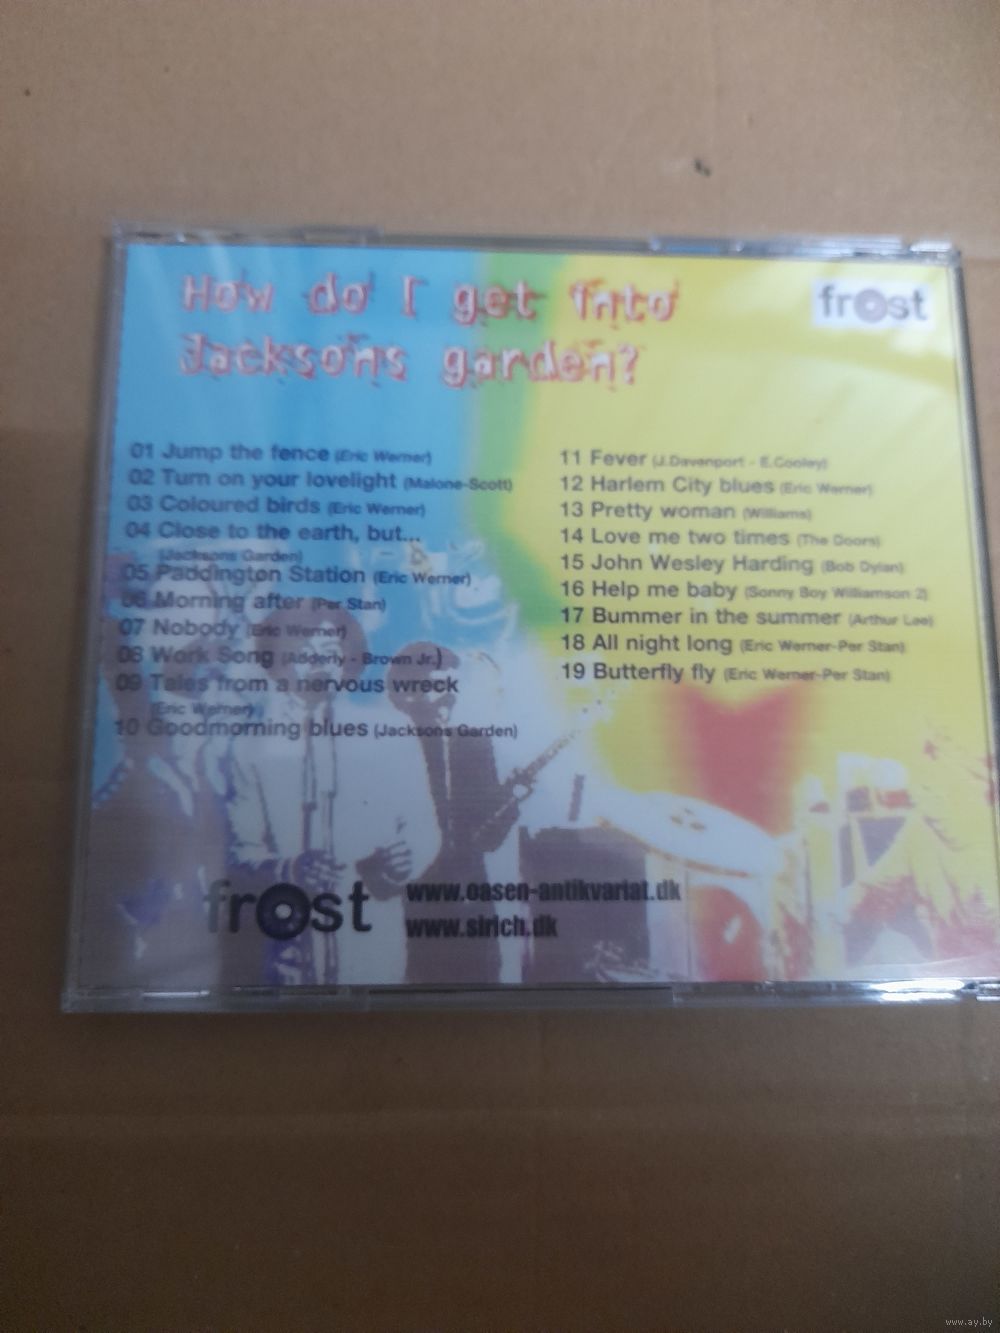 How do I get into
Jacksons garden?
frost
01 Jump the fence (Eric Werner)
02 Turn on your lovelight (Malone-Scott)
03 Coloured birds (Eric Werner)
04 Close to the earth, but...
(Jacksons Garden)
05 Paddington Station (Eric Werner)
06 Morning after (Per Stan)
07 Nobody (Eric Werner)
08 Work Song (Adderly - Brown Jr.)
09 Tales from a nervous wreck
(Eric Werner)
10 Goodmorning blues (Jacksons Garden)
11 Fever (J.Davenport - E.Cooley)
12 Harlem City blues (Eric Werner)
13 Pretty woman (Williams)
14 Love me two times (The Doors)
15 John Wesley Harding (Bob Dylan)
16 Help me baby (Sonny Boy Williamson 2)
17 Bummer in the summer (Arthur Lee)
18 All night long (Eric Werner-Per Stan)
19 Butterfly fly (Eric Werner-Per Stan)
frost
www.oasen-antikvariat.dk
www.sirich.dk
www.ay.by